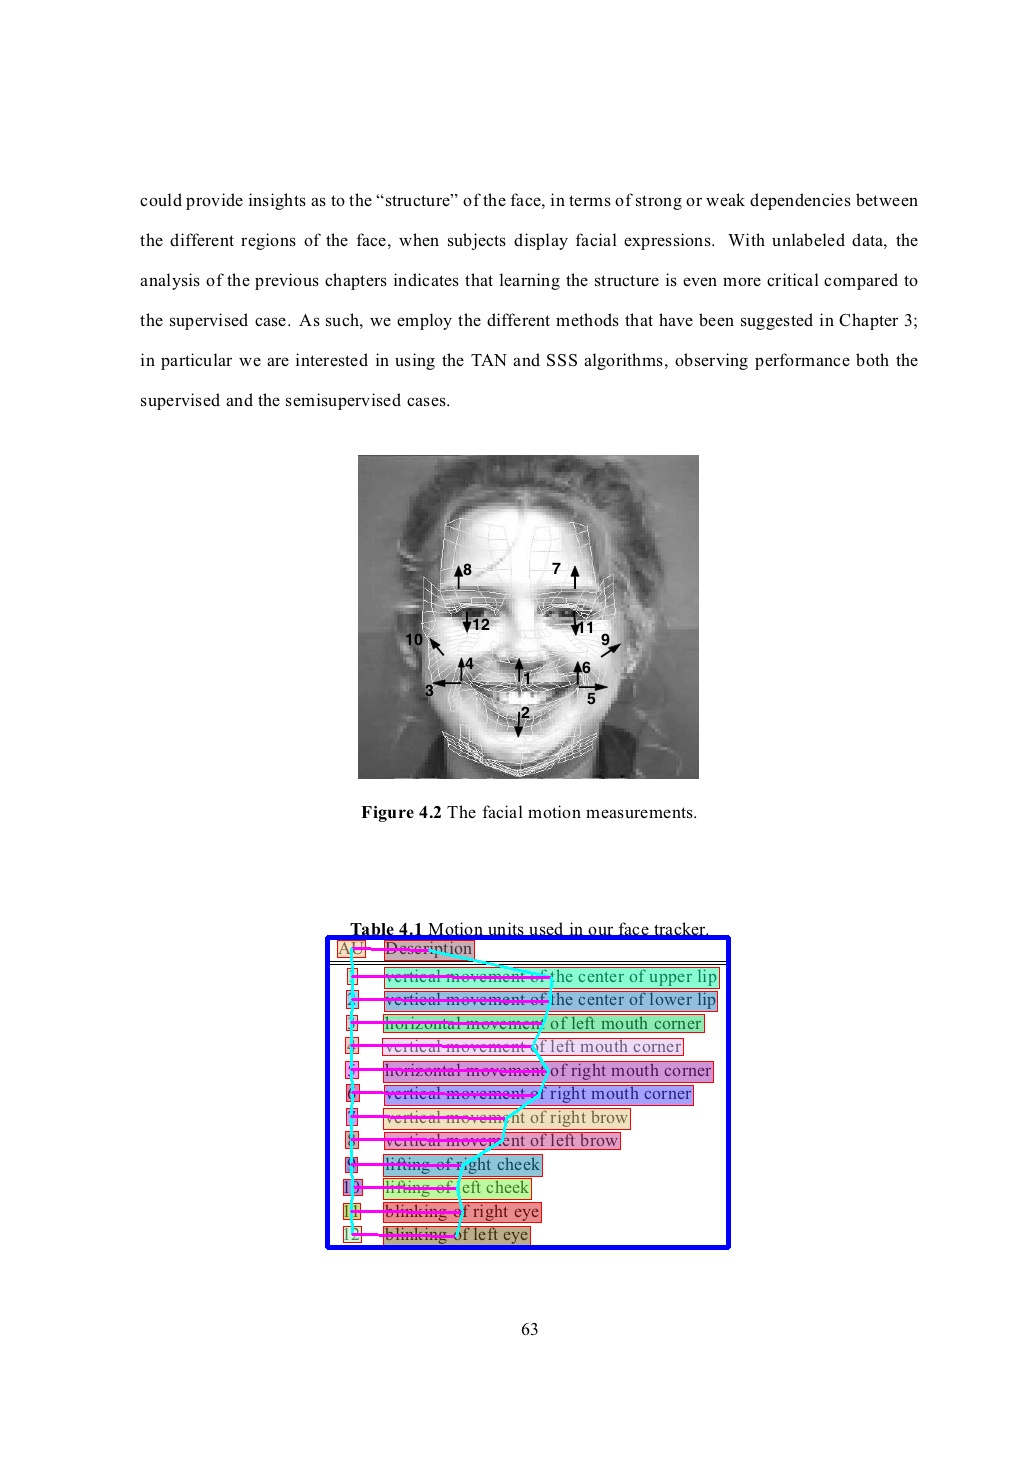 could provide insights as to the “structure” of the face, in terms of strong or weak dependencies between
the different regions of the face, when subjects display facial expressions. With unlabeled data, the
analysis of the previous chapters indicates that learning the structure is even more critical compared to
the supervised case. As such, we employ the different methods that have been suggested in Chapter 3;
in particular we are interested in using the TAN and SSS algorithms, observing performance both the
supervised and the semisupervised cases.
8 7
12 11
10 9
4 6
1
3 5
2
Figure 4.2 The facial motion measurements.
Table 4.1 Motion units used in our face tracker.
AU Description
1 vertical movement of the center of upper lip
2 vertical movement of the center of lower lip
3 horizontal movement of left mouth corner
4 vertical movement of left mouth corner
5 horizontal movement of right mouth corner
6 vertical movement of right mouth corner
7 vertical movement of right brow
8 vertical movement of left brow
9 lifting of right cheek
10 lifting of left cheek
11 blinking of right eye
12 blinking of left eye
63